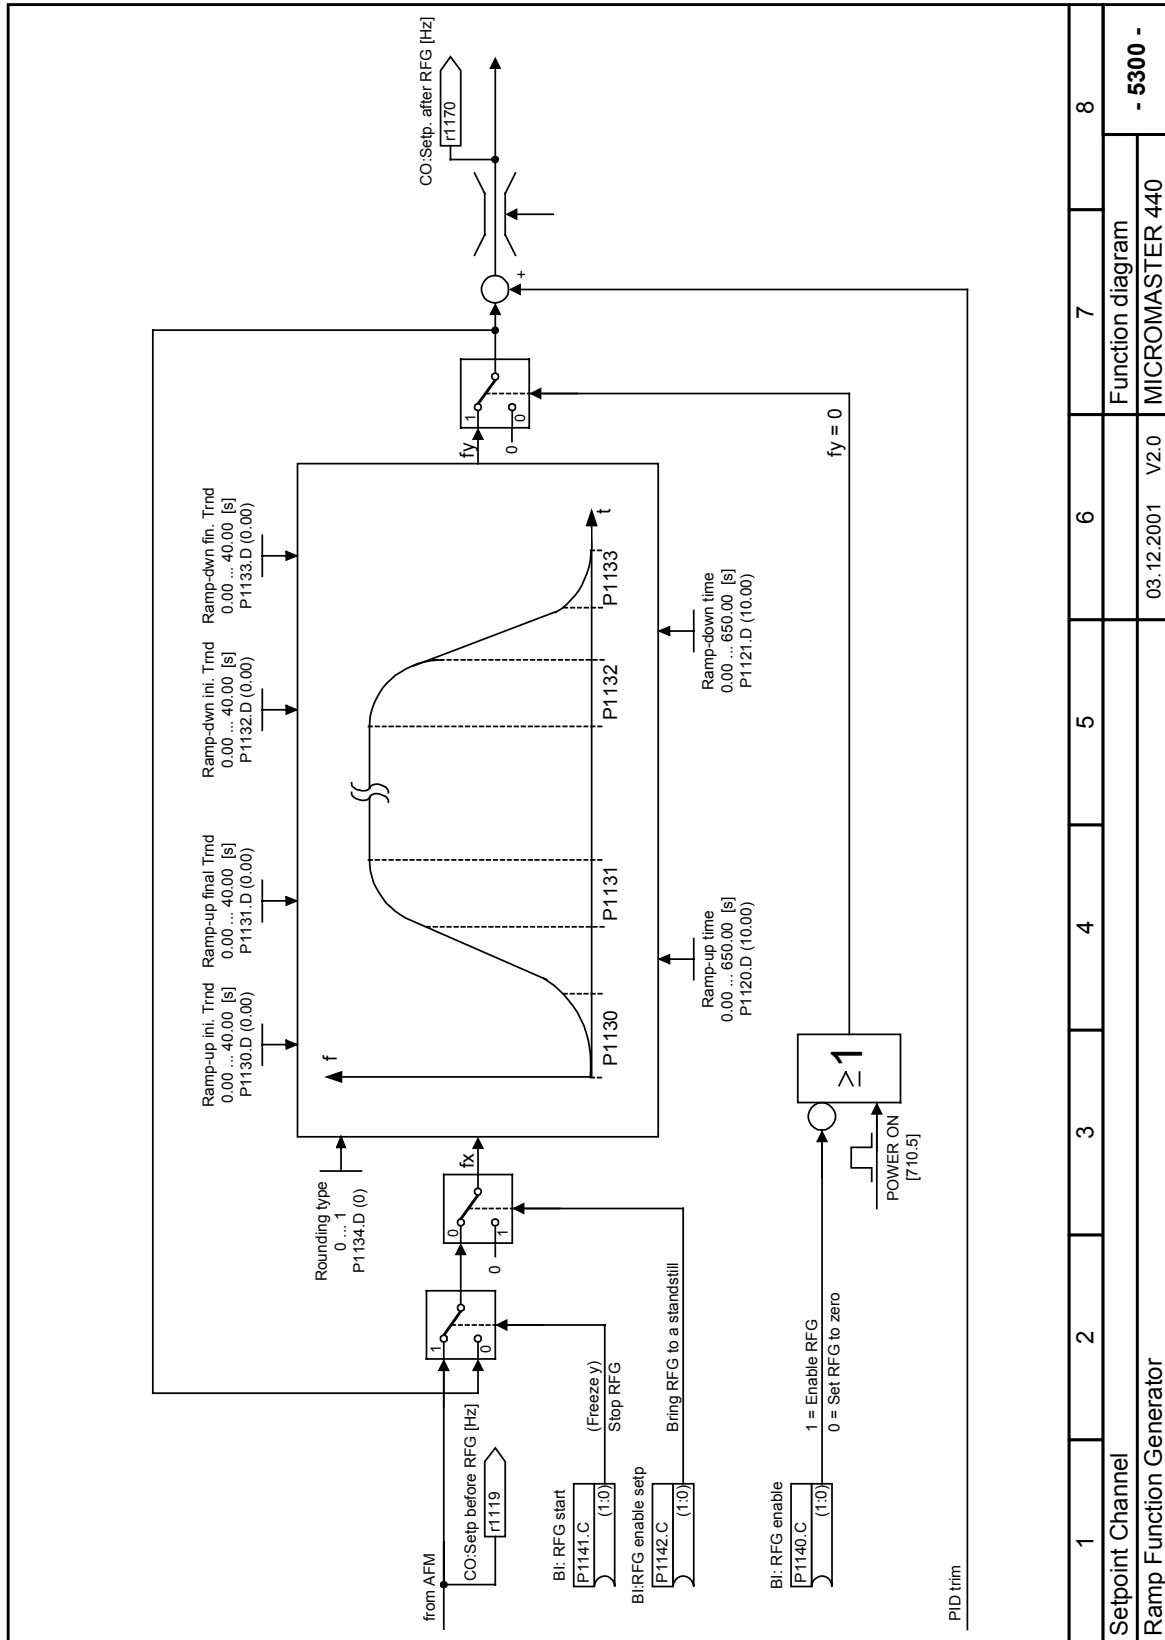 from AFM
CO:Setp before RFG [Hz]
r1119
BI: RFG start
P1141.C
(1:0)
BI:RFG enable setp
P1142.C
(1:0)
BI: RFG enable
P1140.C
(1:0)
PID trim
(Freeze y)
Stop RFG
Bring RFG to a standstill
1 = Enable RFG
0 = Set RFG to zero
1
0
0
1
0
fx
Rounding type
0 ... 1
P1134.D (0)
POWER ON
[710.5]
≥1
Ramp-up ini. Trnd
0.00 ... 40.00 [s]
P1130.D (0.00)
Ramp-up final Trnd
0.00 ... 40.00 [s]
P1131.D (0.00)
Ramp-dwn ini. Trnd
0.00 ... 40.00 [s]
P1132.D (0.00)
Ramp-dwn fin. Trnd
0.00 ... 40.00 [s]
P1133.D (0.00)
f
t
P1130
P1131
P1132
P1133
Ramp-up time
0.00 ... 650.00 [s]
P1120.D (10.00)
Ramp-down time
0.00 ... 650.00 [s]
P1121.D (10.00)
fy
1
0
0
fy = 0
+
CO:Setp. after RFG [Hz]
r1170
1 2 3 4 5 6 7 8
Setpoint Channel
Function diagram
- 5300 -
Ramp Function Generator
03.12.2001 V2.0
MICROMASTER 440